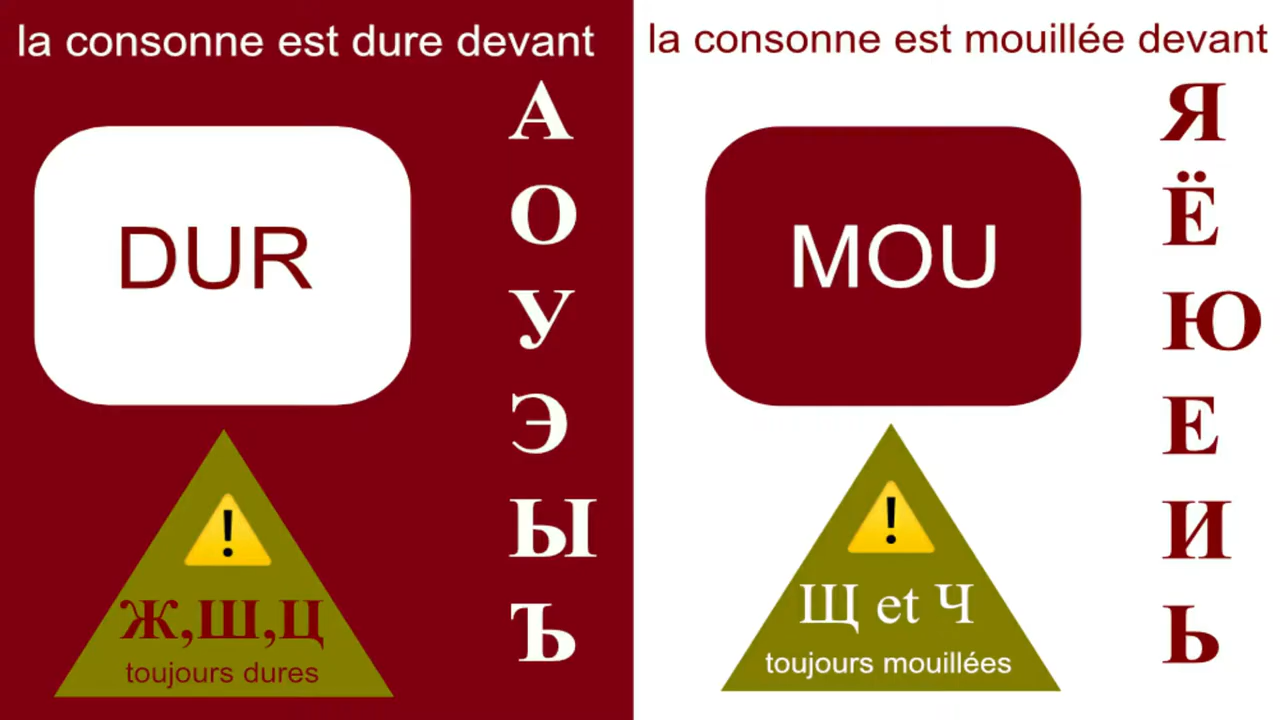 la consonne est dure devant
DUR
А
О
У
Э
Ы
Ъ
Ж,Ш,Ц
toujours dures
la consonne est mouillée devant
MOU
Я
Ё
Ю
Е
И
Ь
Щ et Ч
toujours mouillées